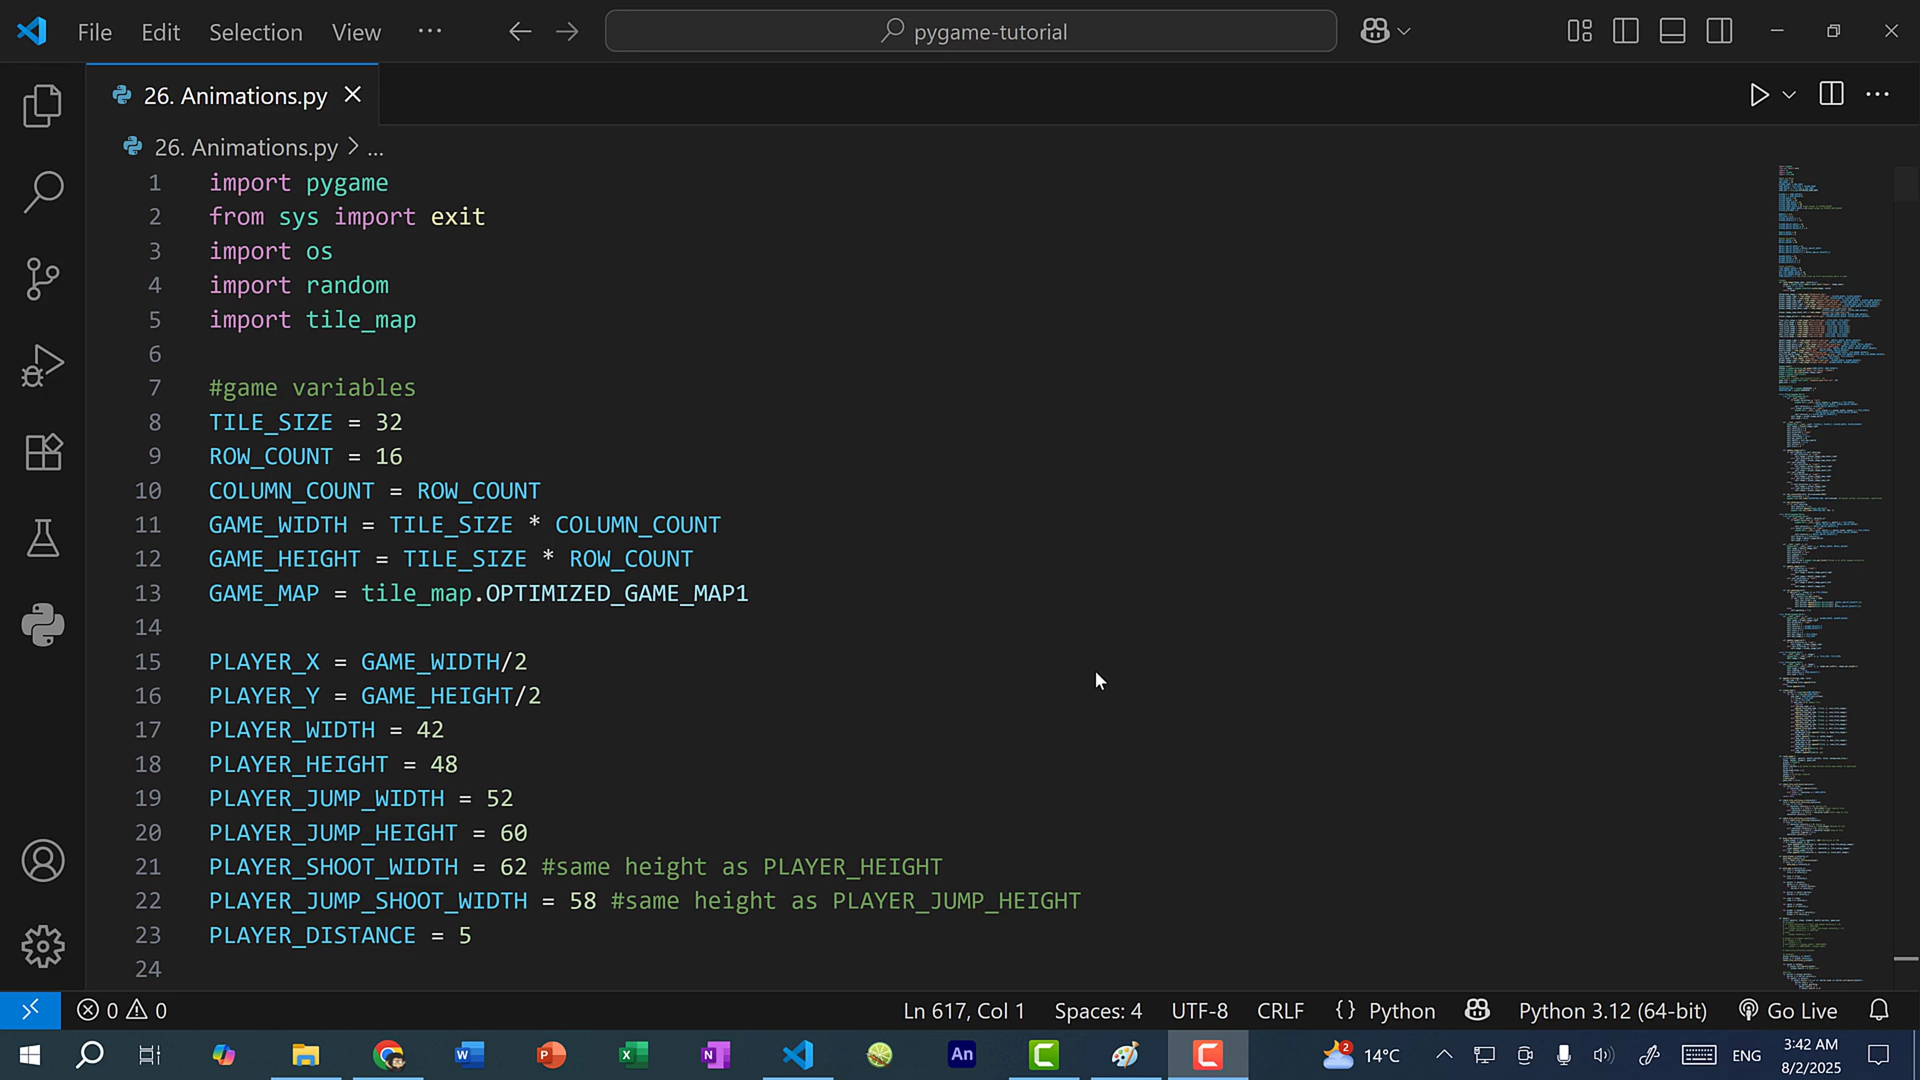 File Edit Selection View ... pygame-tutorial
26. Animations.py
26. Animations.py > ...
1 import pygame
2 from sys import exit
3 import os
4 import random
5 import tile_map
6
7 #game variables
8 TILE_SIZE = 32
9 ROW_COUNT = 16
10 COLUMN_COUNT = ROW_COUNT
11 GAME_WIDTH = TILE_SIZE * COLUMN_COUNT
12 GAME_HEIGHT = TILE_SIZE * ROW_COUNT
13 GAME_MAP = tile_map.OPTIMIZED_GAME_MAP1
14
15 PLAYER_X = GAME_WIDTH/2
16 PLAYER_Y = GAME_HEIGHT/2
17 PLAYER_WIDTH = 42
18 PLAYER_HEIGHT = 48
19 PLAYER_JUMP_WIDTH = 52
20 PLAYER_JUMP_HEIGHT = 60
21 PLAYER_SHOOT_WIDTH = 62 #same height as PLAYER_HEIGHT
22 PLAYER_JUMP_SHOOT_WIDTH = 58 #same height as PLAYER_JUMP_HEIGHT
23 PLAYER_DISTANCE = 5
24
0 0 Ln 617, Col 1 Spaces: 4 UTF-8 CRLF {} Python Python 3.12 (64-bit) Go Live
2 14°C ENG 3:42 AM
8/2/2025